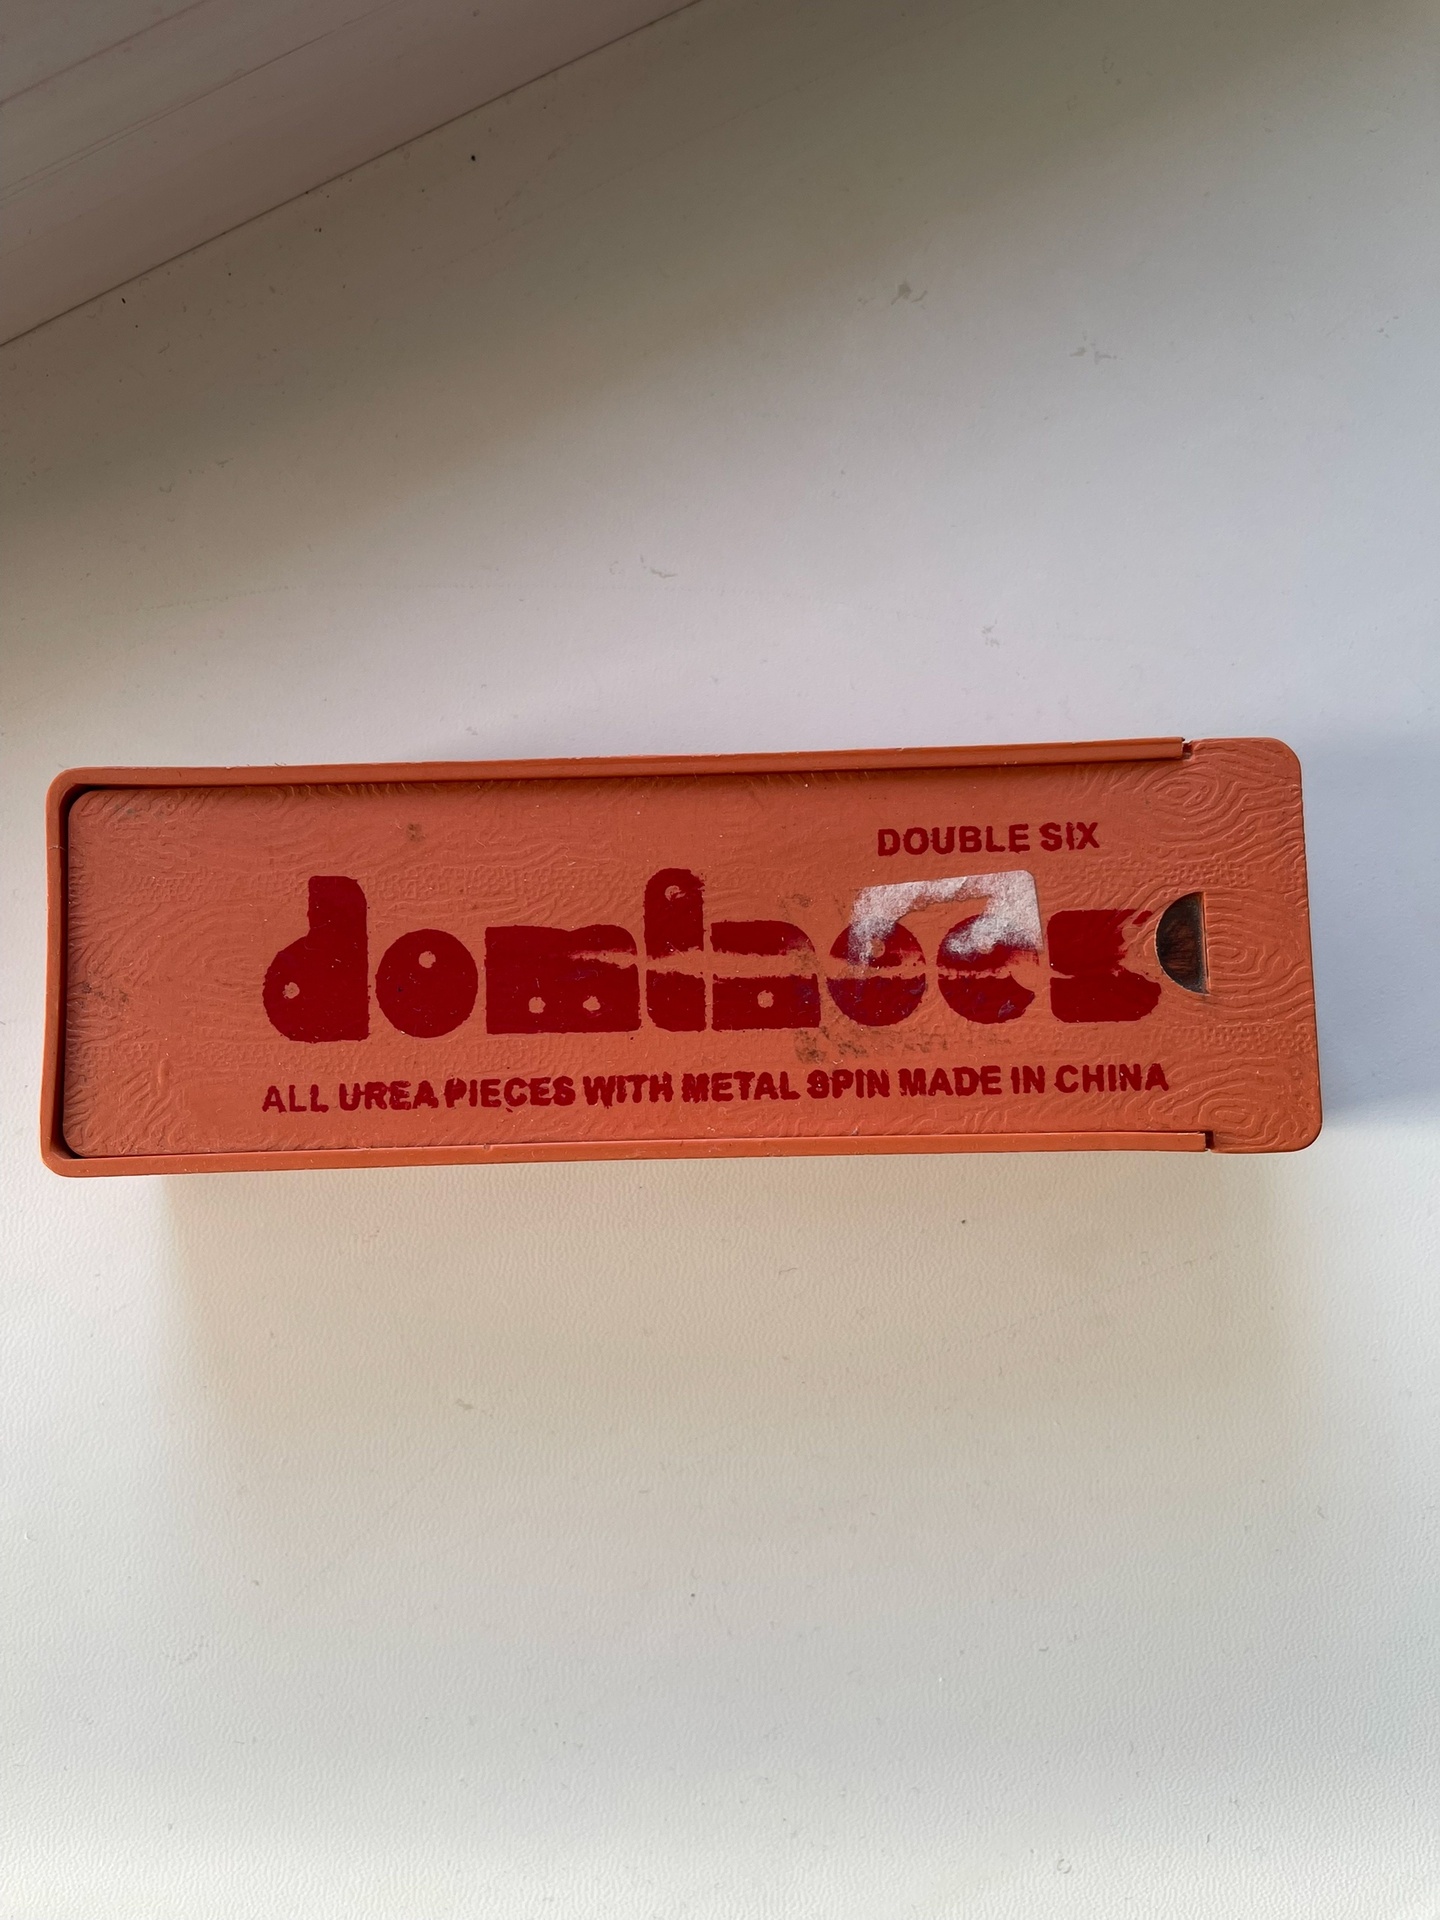 DOUBLE SIX
dominoes
ALL UREA PIECES WITH METAL SPIN MADE IN CHINA